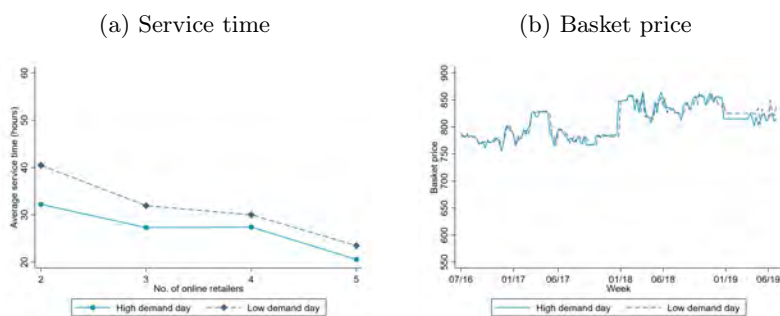 (a) Service time
(b) Basket price
Average service time (hours)
60
50
40
30
20
2
3
4
5
No. of online retailers
High demand day
Low demand day
Basket price
900
850
800
750
700
650
600
550
07/16
01/17
06/17
01/18
06/18
01/19
06/19
Week
High demand day
Low demand day